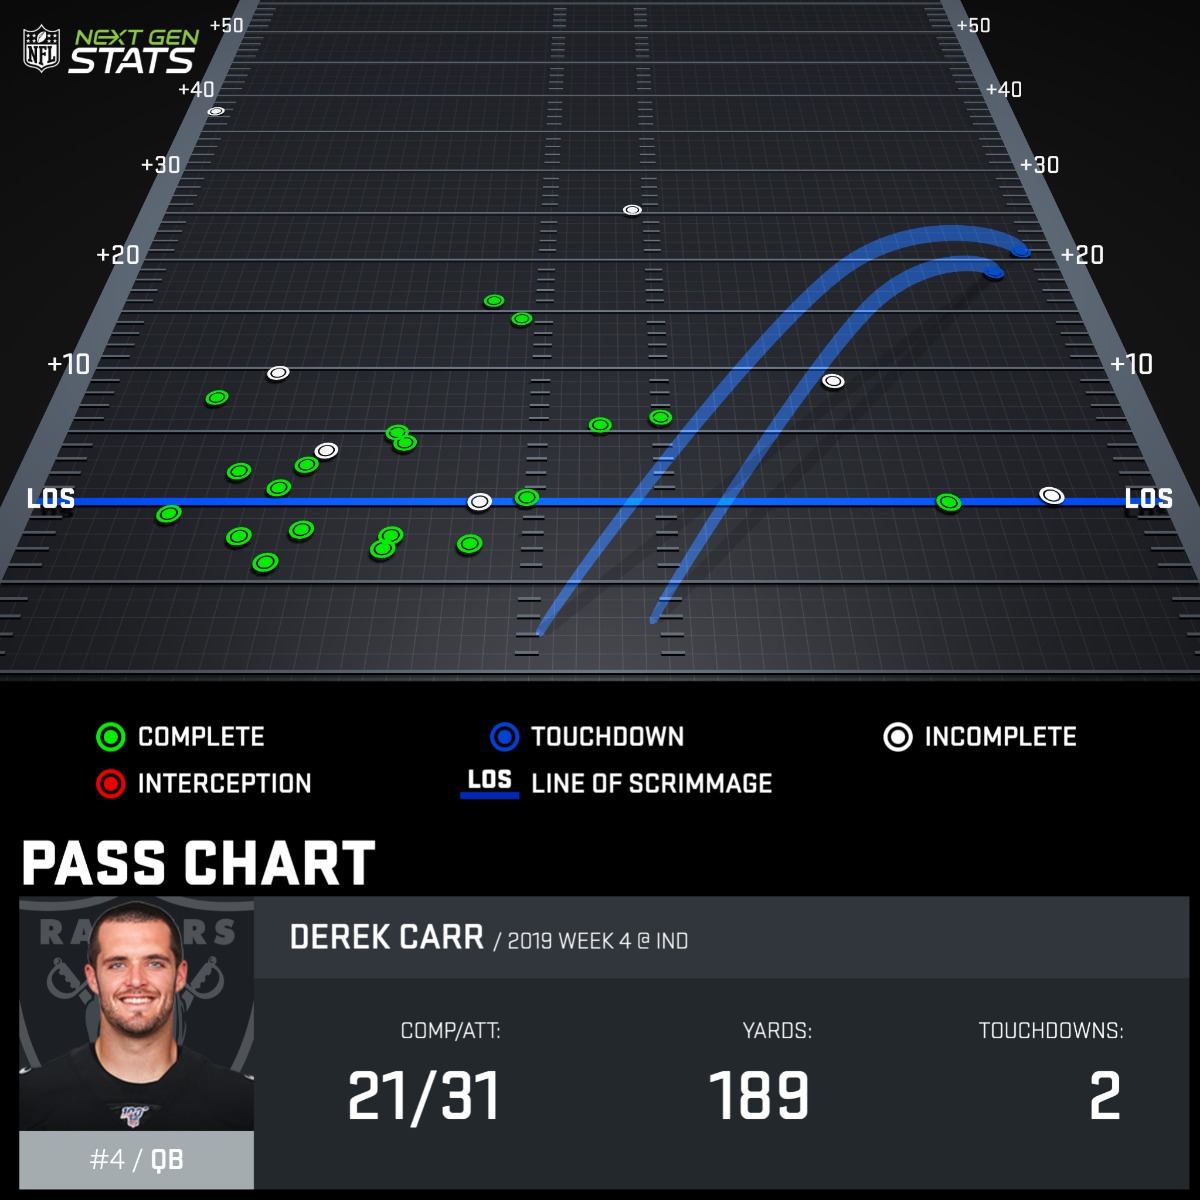 NFL NEXT GEN STATS
+50 +50
+40 +40
+30 +30
+20 +20
+10 +10
LOS LOS
COMPLETE TOUCHDOWN INCOMPLETE
INTERCEPTION LOS LINE OF SCRIMMAGE
PASS CHART
DEREK CARR / 2019 WEEK 4 @ IND
COMP/ATT: YARDS: TOUCHDOWNS:
21/31 189 2
#4 / QB